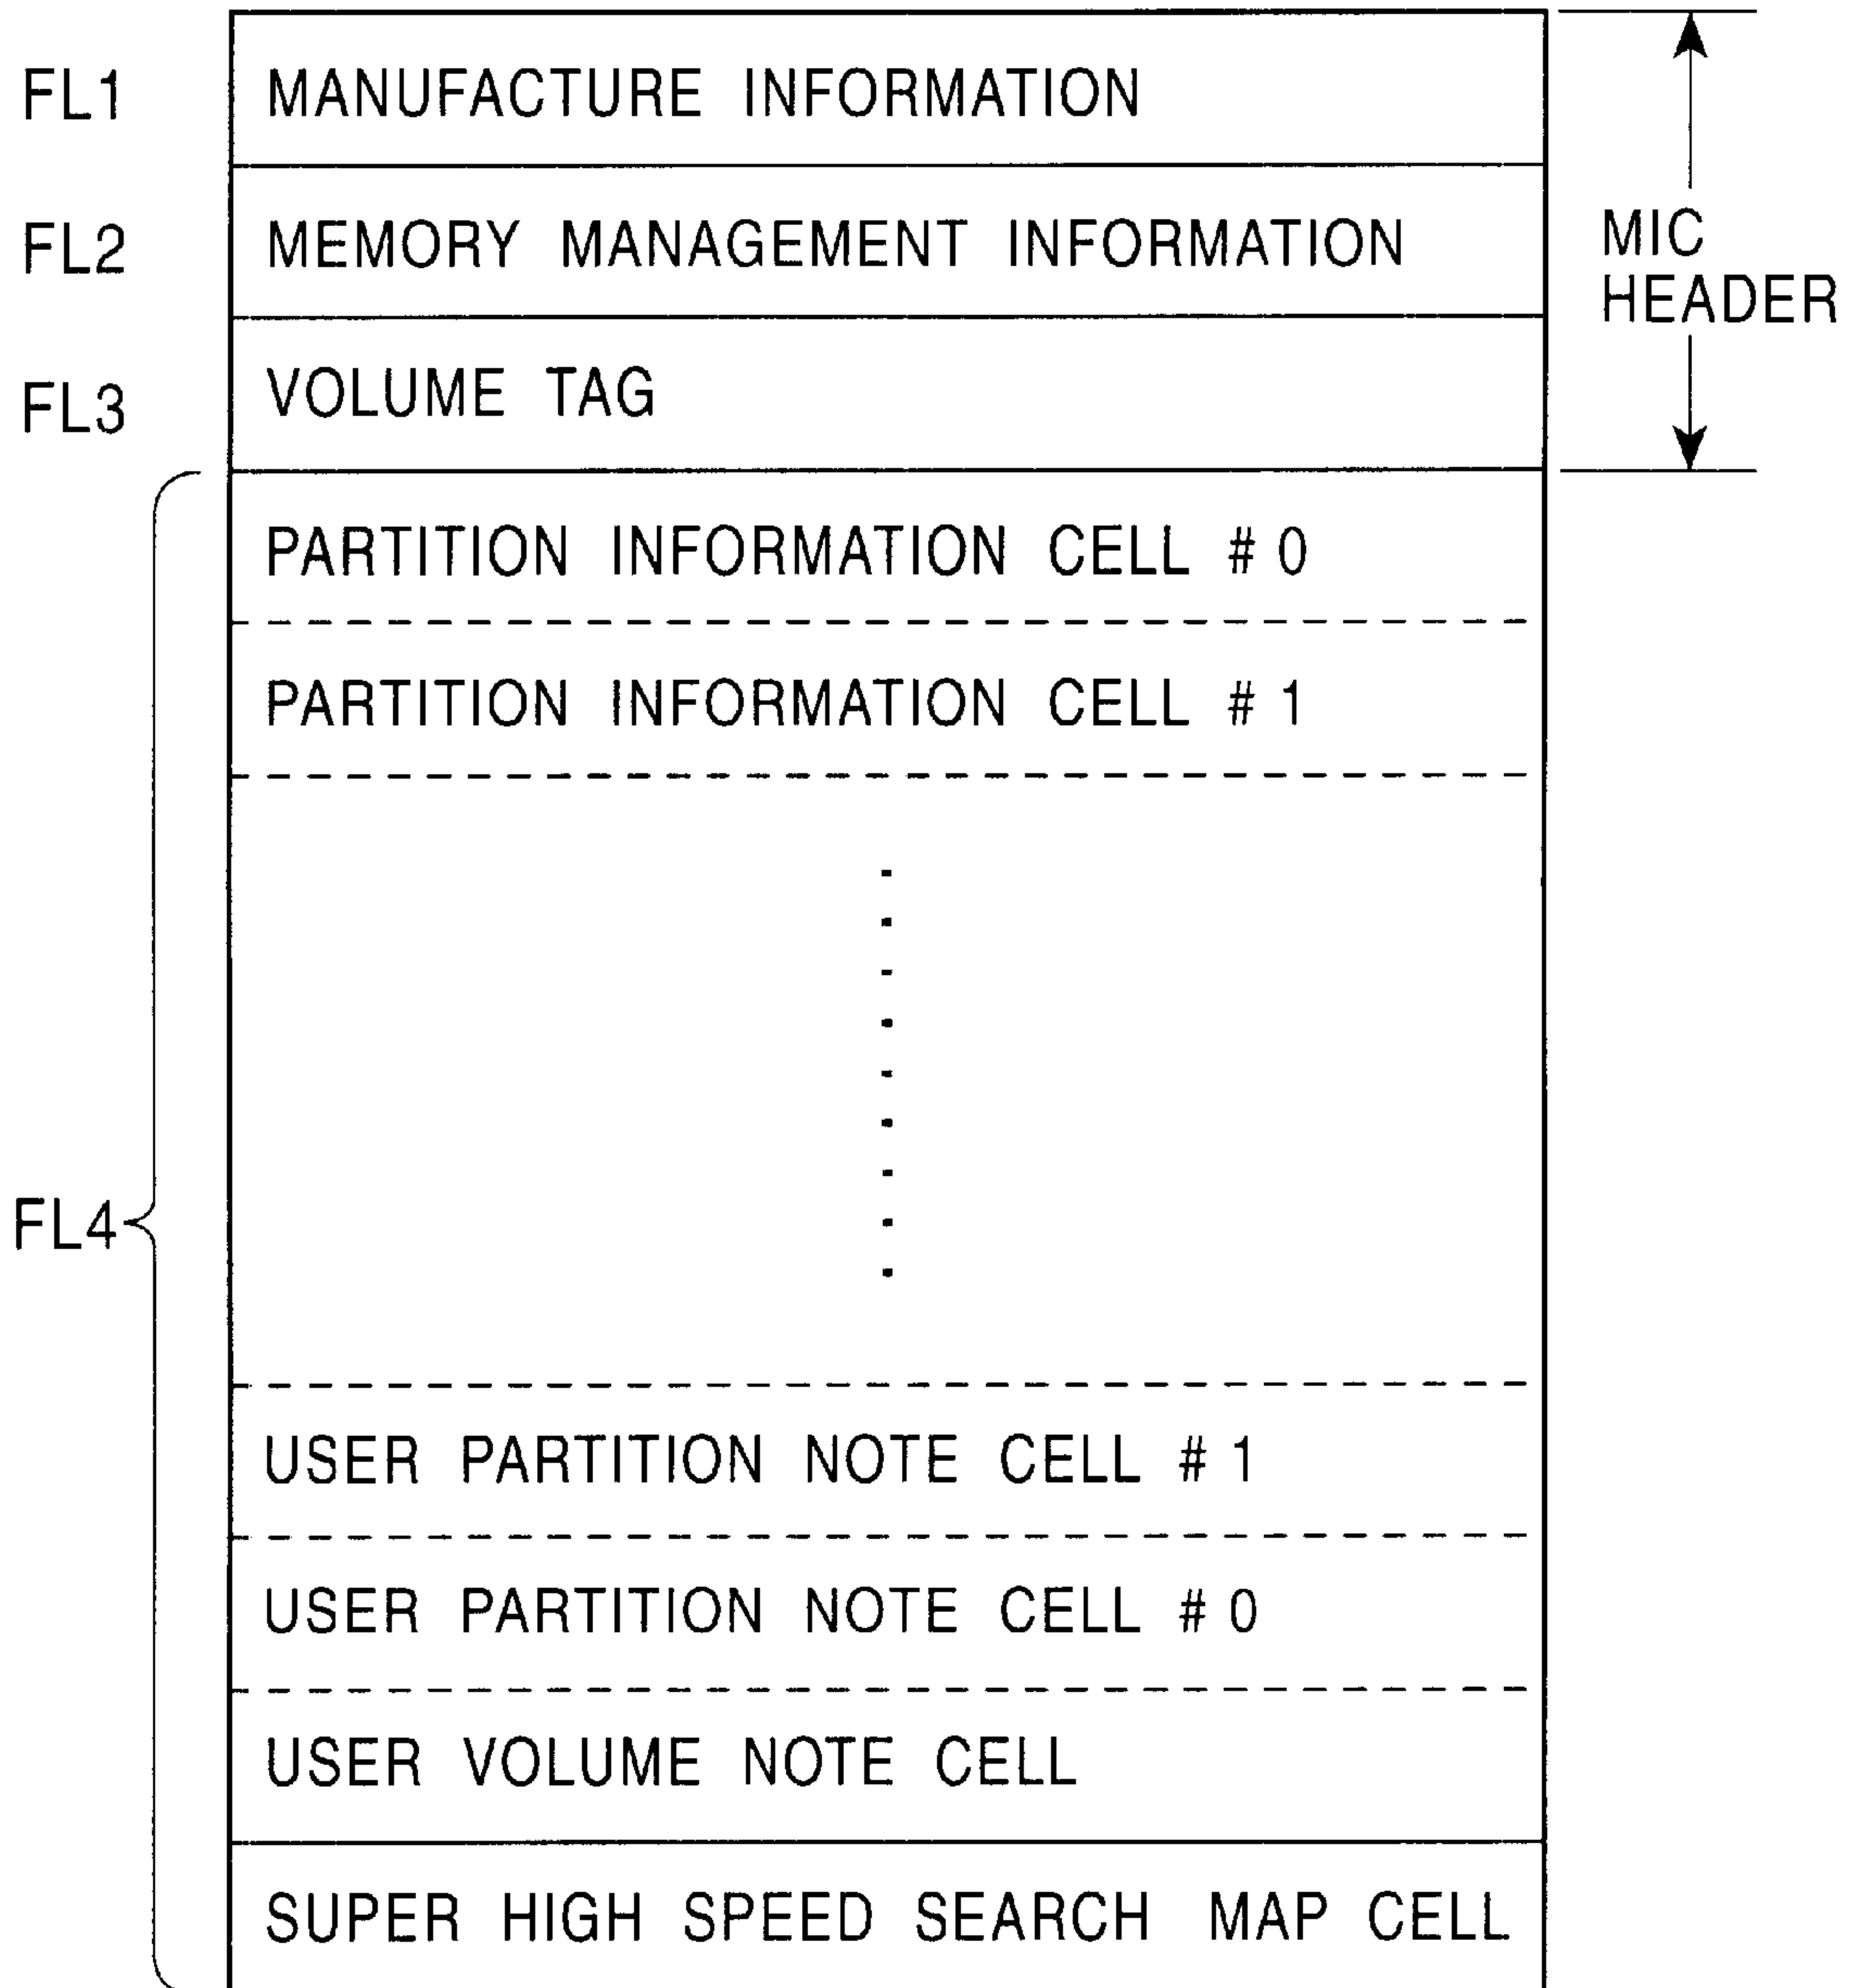 FL1 MANUFACTURE INFORMATION
FL2 MEMORY MANAGEMENT INFORMATION
MIC
HEADER
FL3 VOLUME TAG
PARTITION INFORMATION CELL # 0
PARTITION INFORMATION CELL # 1
FL4
USER PARTITION NOTE CELL # 1
USER PARTITION NOTE CELL # 0
USER VOLUME NOTE CELL
SUPER HIGH SPEED SEARCH MAP CELL